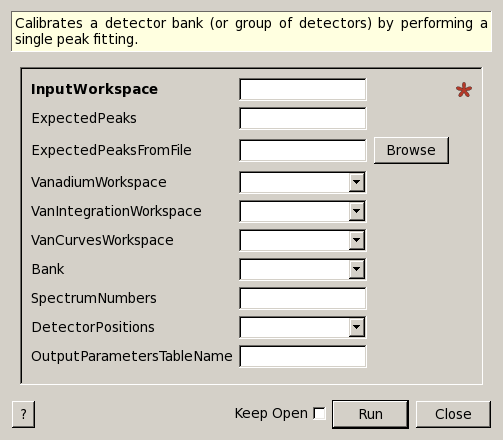 Calibrates a detector bank (or group of detectors) by performing a
single peak fitting.
InputWorkspace *
ExpectedPeaks
ExpectedPeaksFromFile Browse
VanadiumWorkspace
VanIntegrationWorkspace
VanCurvesWorkspace
Bank
SpectrumNumbers
DetectorPositions
OutputParametersTableName
? Keep Open Run Close